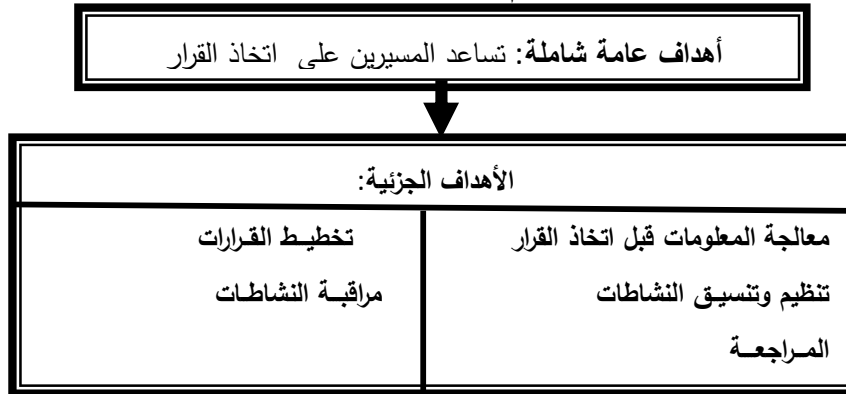 أهداف عامة شاملة: تساعد المسيرين على اتخاذ القرار
الأهداف الجزئية:
معالجة المعلومات قبل اتخاذ القرار
تنظيم وتنسيق النشاطات
المراجعة
تخطيط القرارات
مراقبة النشاطات